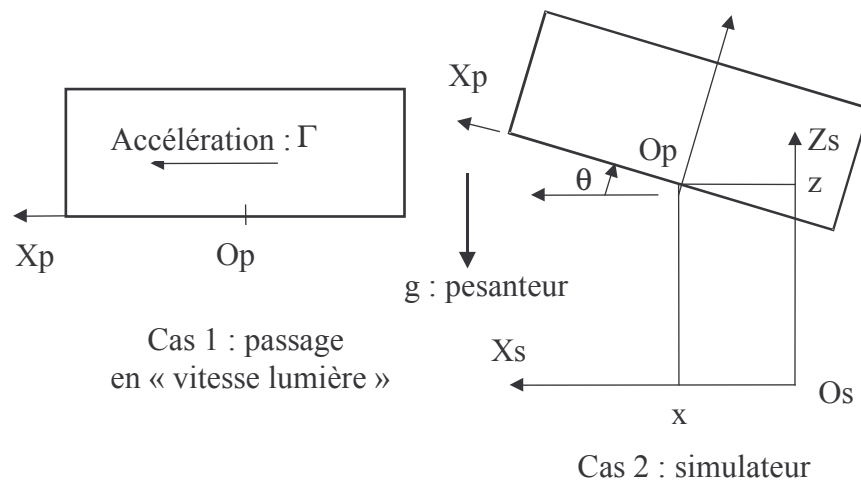 Accélération : Γ
Xp
Op
Cas 1 : passage
en « vitesse lumière »
Xp
Op
Zs
z
θ
g : pesanteur
Xs
x
Os
Cas 2 : simulateur